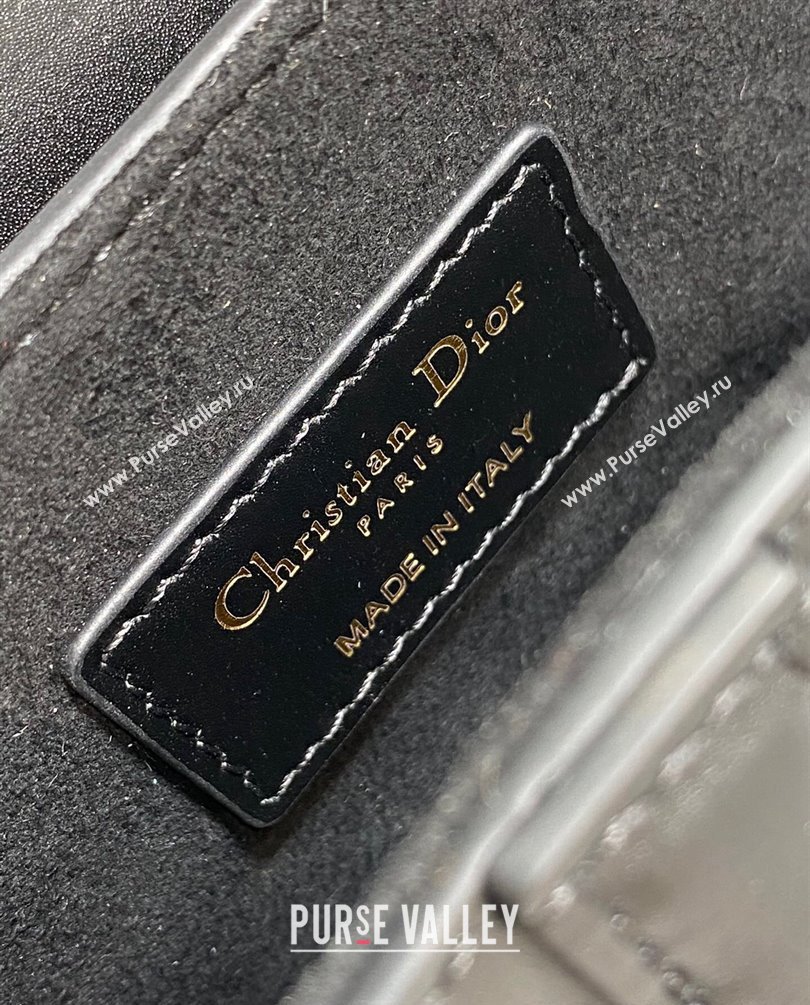 Christian Dior
PARIS
MADE IN ITALY
www.PurseValley.ru
www.PurseValley.ru
PURSE VALLEY